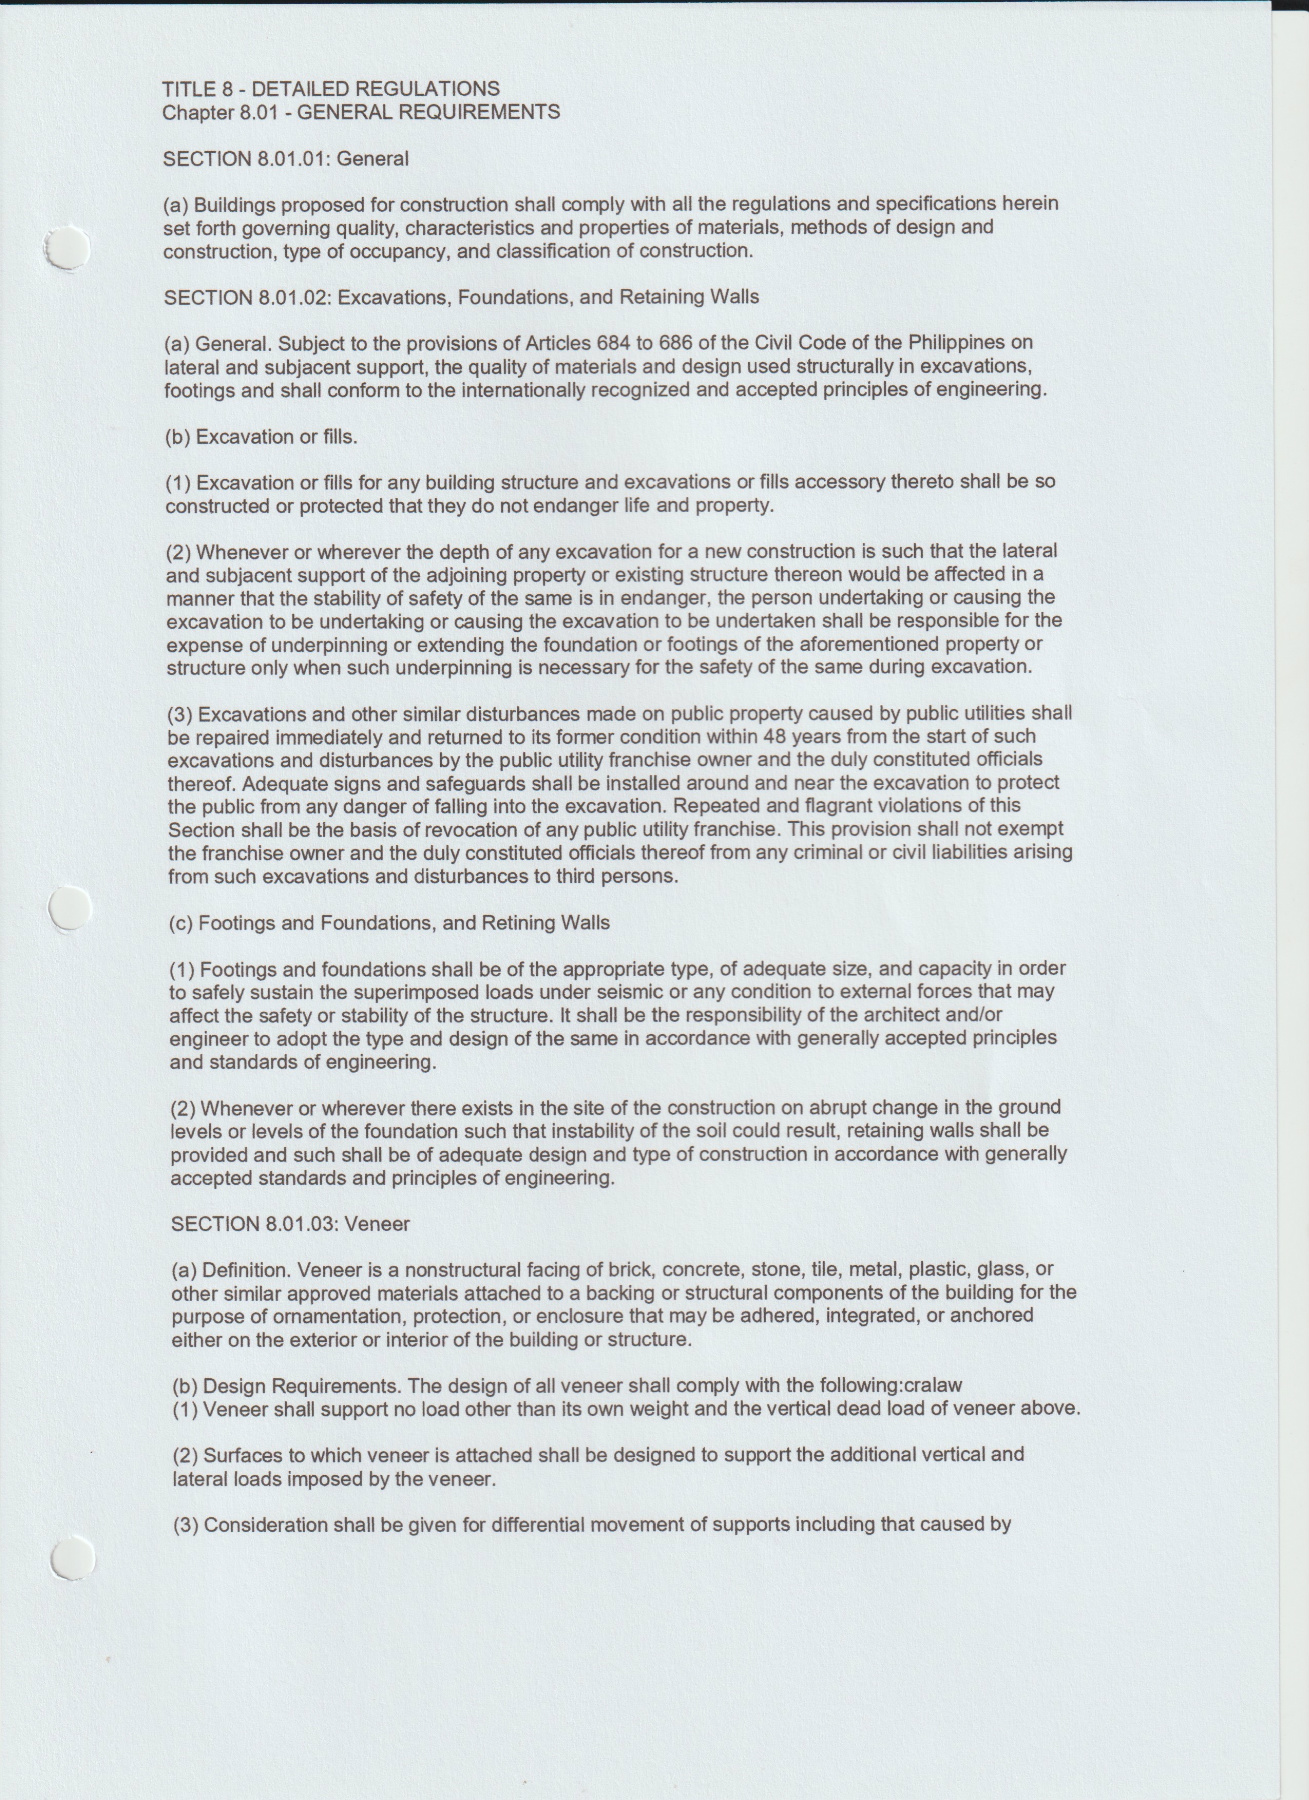 TITLE 8 - DETAILED REGULATIONS
Chapter 8.01 - GENERAL REQUIREMENTS
SECTION 8.01.01: General
(a) Buildings proposed for construction shall comply with all the regulations and specifications herein
set forth governing quality, characteristics and properties of materials, methods of design and
construction, type of occupancy, and classification of construction.
SECTION 8.01.02: Excavations, Foundations, and Retaining Walls
(a) General. Subject to the provisions of Articles 684 to 686 of the Civil Code of the Philippines on
lateral and subjacent support, the quality of materials and design used structurally in excavations,
footings and shall conform to the internationally recognized and accepted principles of engineering.
(b) Excavation or fills.
(1) Excavation or fills for any building structure and excavations or fills accessory thereto shall be so
constructed or protected that they do not endanger life and property.
(2) Whenever or wherever the depth of any excavation for a new construction is such that the lateral
and subjacent support of the adjoining property or existing structure thereon would be affected in a
manner that the stability of safety of the same is in endanger, the person undertaking or causing the
excavation to be undertaking or causing the excavation to be undertaken shall be responsible for the
expense of underpinning or extending the foundation or footings of the aforementioned property or
structure only when such underpinning is necessary for the safety of the same during excavation.
(3) Excavations and other similar disturbances made on public property caused by public utilities shall
be repaired immediately and returned to its former condition within 48 years from the start of such
excavations and disturbances by the public utility franchise owner and the duly constituted officials
thereof. Adequate signs and safeguards shall be installed around and near the excavation to protect
the public from any danger of falling into the excavation. Repeated and flagrant violations of this
Section shall be the basis of revocation of any public utility franchise. This provision shall not exempt
the franchise owner and the duly constituted officials thereof from any criminal or civil liabilities arising
from such excavations and disturbances to third persons.
(c) Footings and Foundations, and Retining Walls
(1) Footings and foundations shall be of the appropriate type, of adequate size, and capacity in order
to safely sustain the superimposed loads under seismic or any condition to external forces that may
affect the safety or stability of the structure. It shall be the responsibility of the architect and/or
engineer to adopt the type and design of the same in accordance with generally accepted principles
and standards of engineering.
(2) Whenever or wherever there exists in the site of the construction on abrupt change in the ground
levels or levels of the foundation such that instability of the soil could result, retaining walls shall be
provided and such shall be of adequate design and type of construction in accordance with generally
accepted standards and principles of engineering.
SECTION 8.01.03: Veneer
(a) Definition. Veneer is a nonstructural facing of brick, concrete, stone, tile, metal, plastic, glass, or
other similar approved materials attached to a backing or structural components of the building for the
purpose of ornamentation, protection, or enclosure that may be adhered, integrated, or anchored
either on the exterior or interior of the building or structure.
(b) Design Requirements. The design of all veneer shall comply with the following:cralaw
(1) Veneer shall support no load other than its own weight and the vertical dead load of veneer above.
(2) Surfaces to which veneer is attached shall be designed to support the additional vertical and
lateral loads imposed by the veneer.
(3) Consideration shall be given for differential movement of supports including that caused by